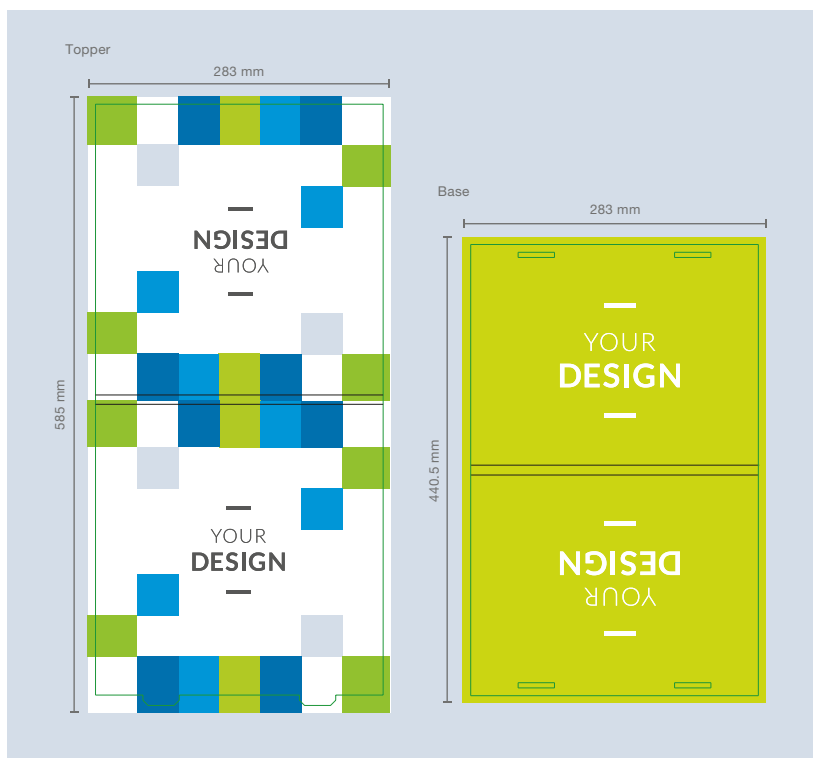 Topper
283 mm
585 mm
DESIGN
YOUR
YOUR
DESIGN
Base
283 mm
440.5 mm
YOUR
DESIGN
DESIGN
YOUR